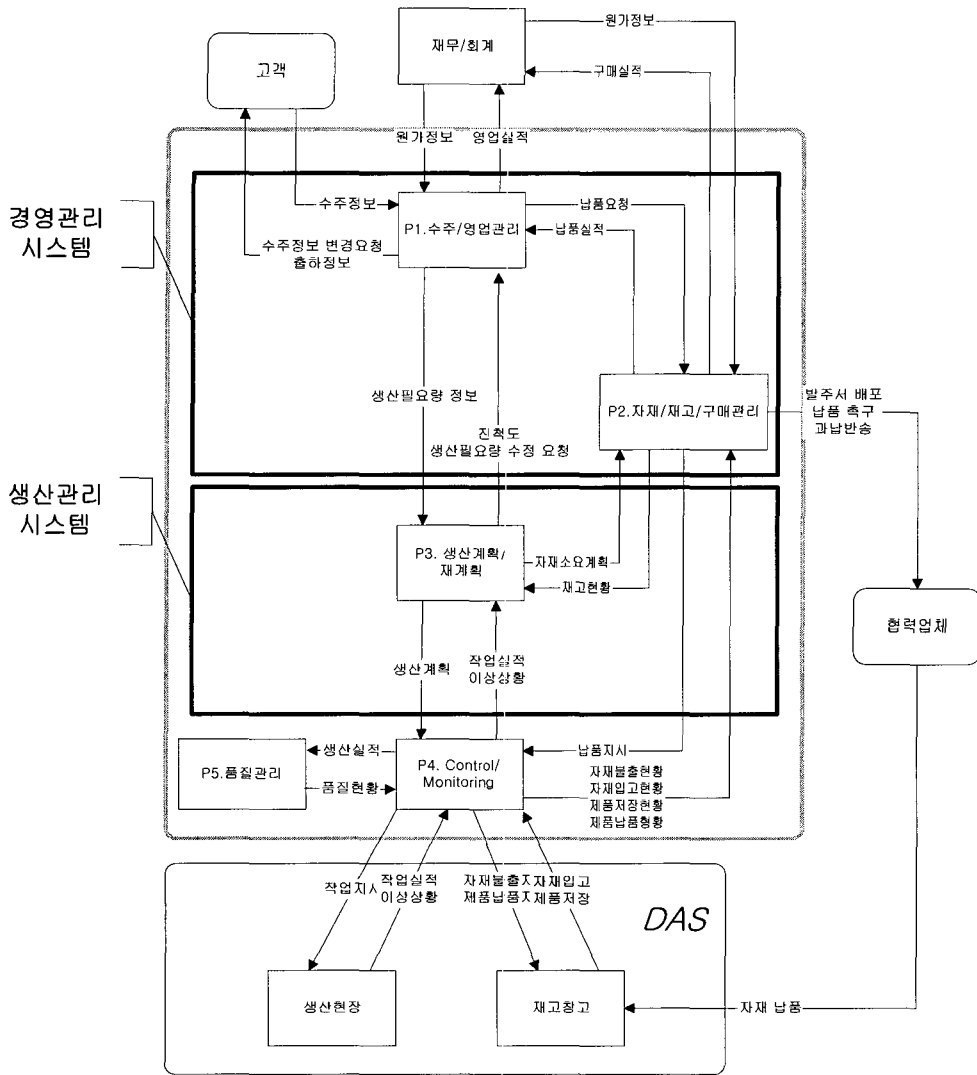 원가정보
재무/회계
고객
구매실적
원가정보
영업실적
경영관리
시스템
수주정보
P1.수주/영업관리
납품요청
납품실적
수주정보 변경요청
출하정보
생산필요량 정보
P2.자재/재고/구매관리
발주서 배포
납품 촉구
과납반송
진척도
생산필요량 수정 요청
생산관리
시스템
P3. 생산계획/
재계획
자재소요계획
재고현황
협력업체
생산계획
작업실적
이상상황
P5.품질관리
생산실적
품질현황
P4. Control/
Monitoring
납품지시
자재불출현황
자재입고현황
제품저장현황
제품납품형황
작업지시
작업실적
이상상황
자재불출지
제품납품지
자재입고
제품저장
DAS
생산현장
재고창고
자재 납품